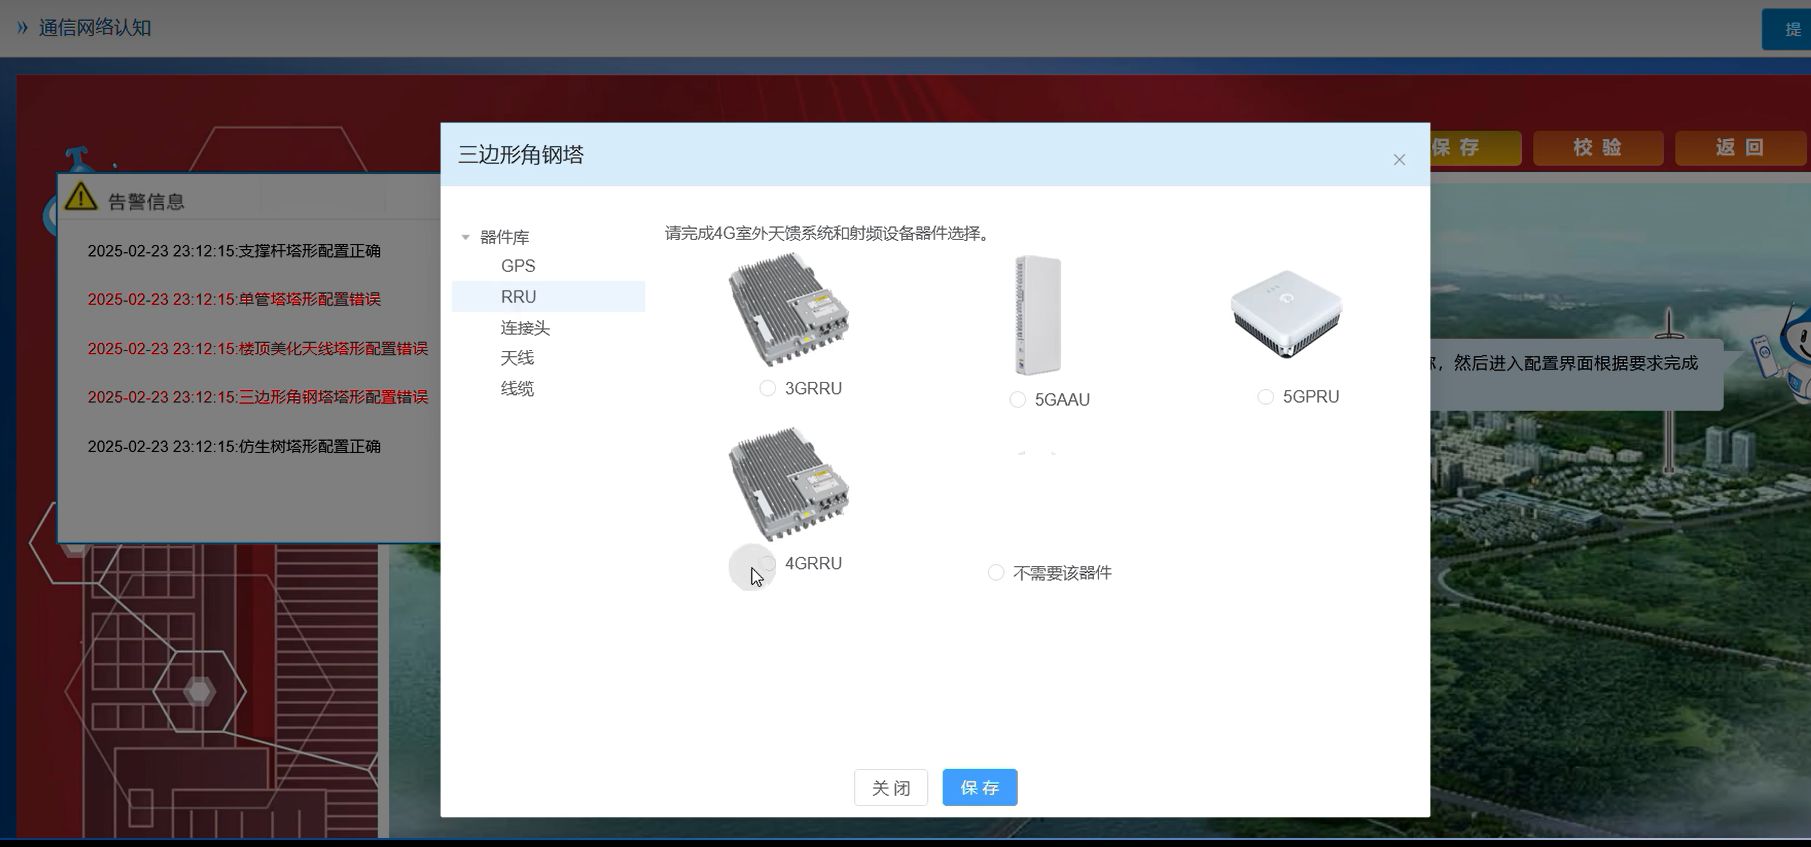 通信网络认知
提
保 存
校 验
返 回
告警信息
2025-02-23 23:12:15:支撑杆塔形配置正确
2025-02-23 23:12:15:单管塔塔形配置错误
2025-02-23 23:12:15:楼顶美化天线塔形配置错误
2025-02-23 23:12:15:三边形角钢塔塔形配置错误
2025-02-23 23:12:15:仿生树塔形配置正确
三边形角钢塔
器件库
GPS
RRU
连接头
天线
线缆
请完成4G室外天馈系统和射频设备器件选择。
3GRRU
5GAAU
5GPRU
4GRRU
不需要该器件
关 闭
保 存
，然后进入配置界面根据要求完成